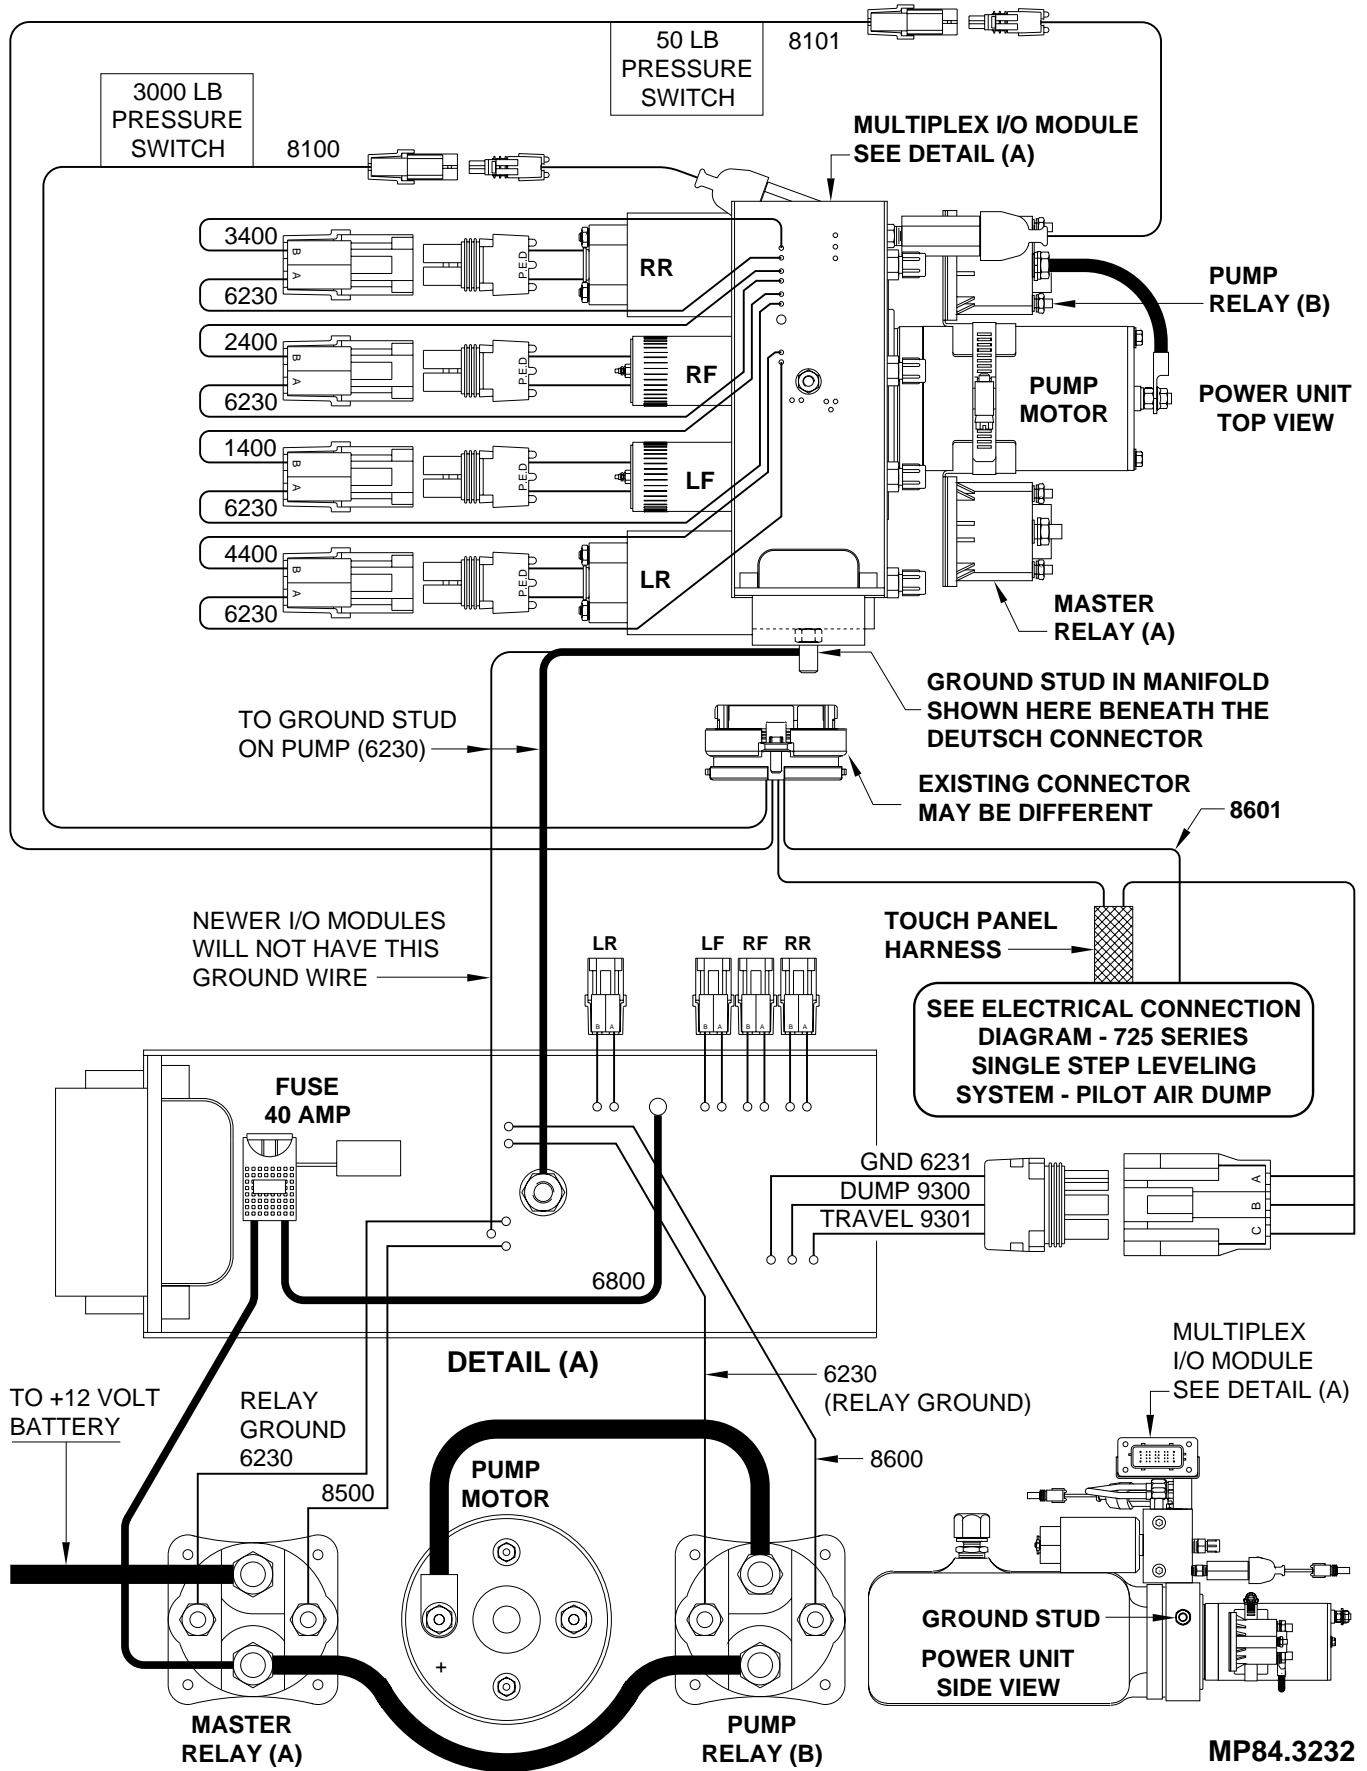 50 LB
PRESSURE
SWITCH
8101
3000 LB
PRESSURE
SWITCH
8100
MULTIPLEX I/O MODULE
SEE DETAIL (A)
3400
B
A
6230
P.E.D
RR
2400
B
A
6230
P.E.D
RF
1400
B
A
6230
P.E.D
LF
4400
B
A
6230
P.E.D
LR
PUMP
RELAY (B)
PUMP
MOTOR
POWER UNIT
TOP VIEW
MASTER
RELAY (A)
GROUND STUD IN MANIFOLD
SHOWN HERE BENEATH THE
DEUTSCH CONNECTOR
TO GROUND STUD
ON PUMP (6230)
EXISTING CONNECTOR
MAY BE DIFFERENT
8601
NEWER I/O MODULES
WILL NOT HAVE THIS
GROUND WIRE
TOUCH PANEL
HARNESS
LR
LF
RF
RR
B A
B A
B A
B A
SEE ELECTRICAL CONNECTION
DIAGRAM - 725 SERIES
SINGLE STEP LEVELING
SYSTEM - PILOT AIR DUMP
FUSE
40 AMP
GND 6231
DUMP 9300
TRAVEL 9301
A
B
C
6800
DETAIL (A)
6230
(RELAY GROUND)
MULTIPLEX
I/O MODULE
SEE DETAIL (A)
TO +12 VOLT
BATTERY
RELAY
GROUND
6230
8500
PUMP
MOTOR
8600
+
GROUND STUD
POWER UNIT
SIDE VIEW
MASTER
RELAY (A)
PUMP
RELAY (B)
MP84.3232